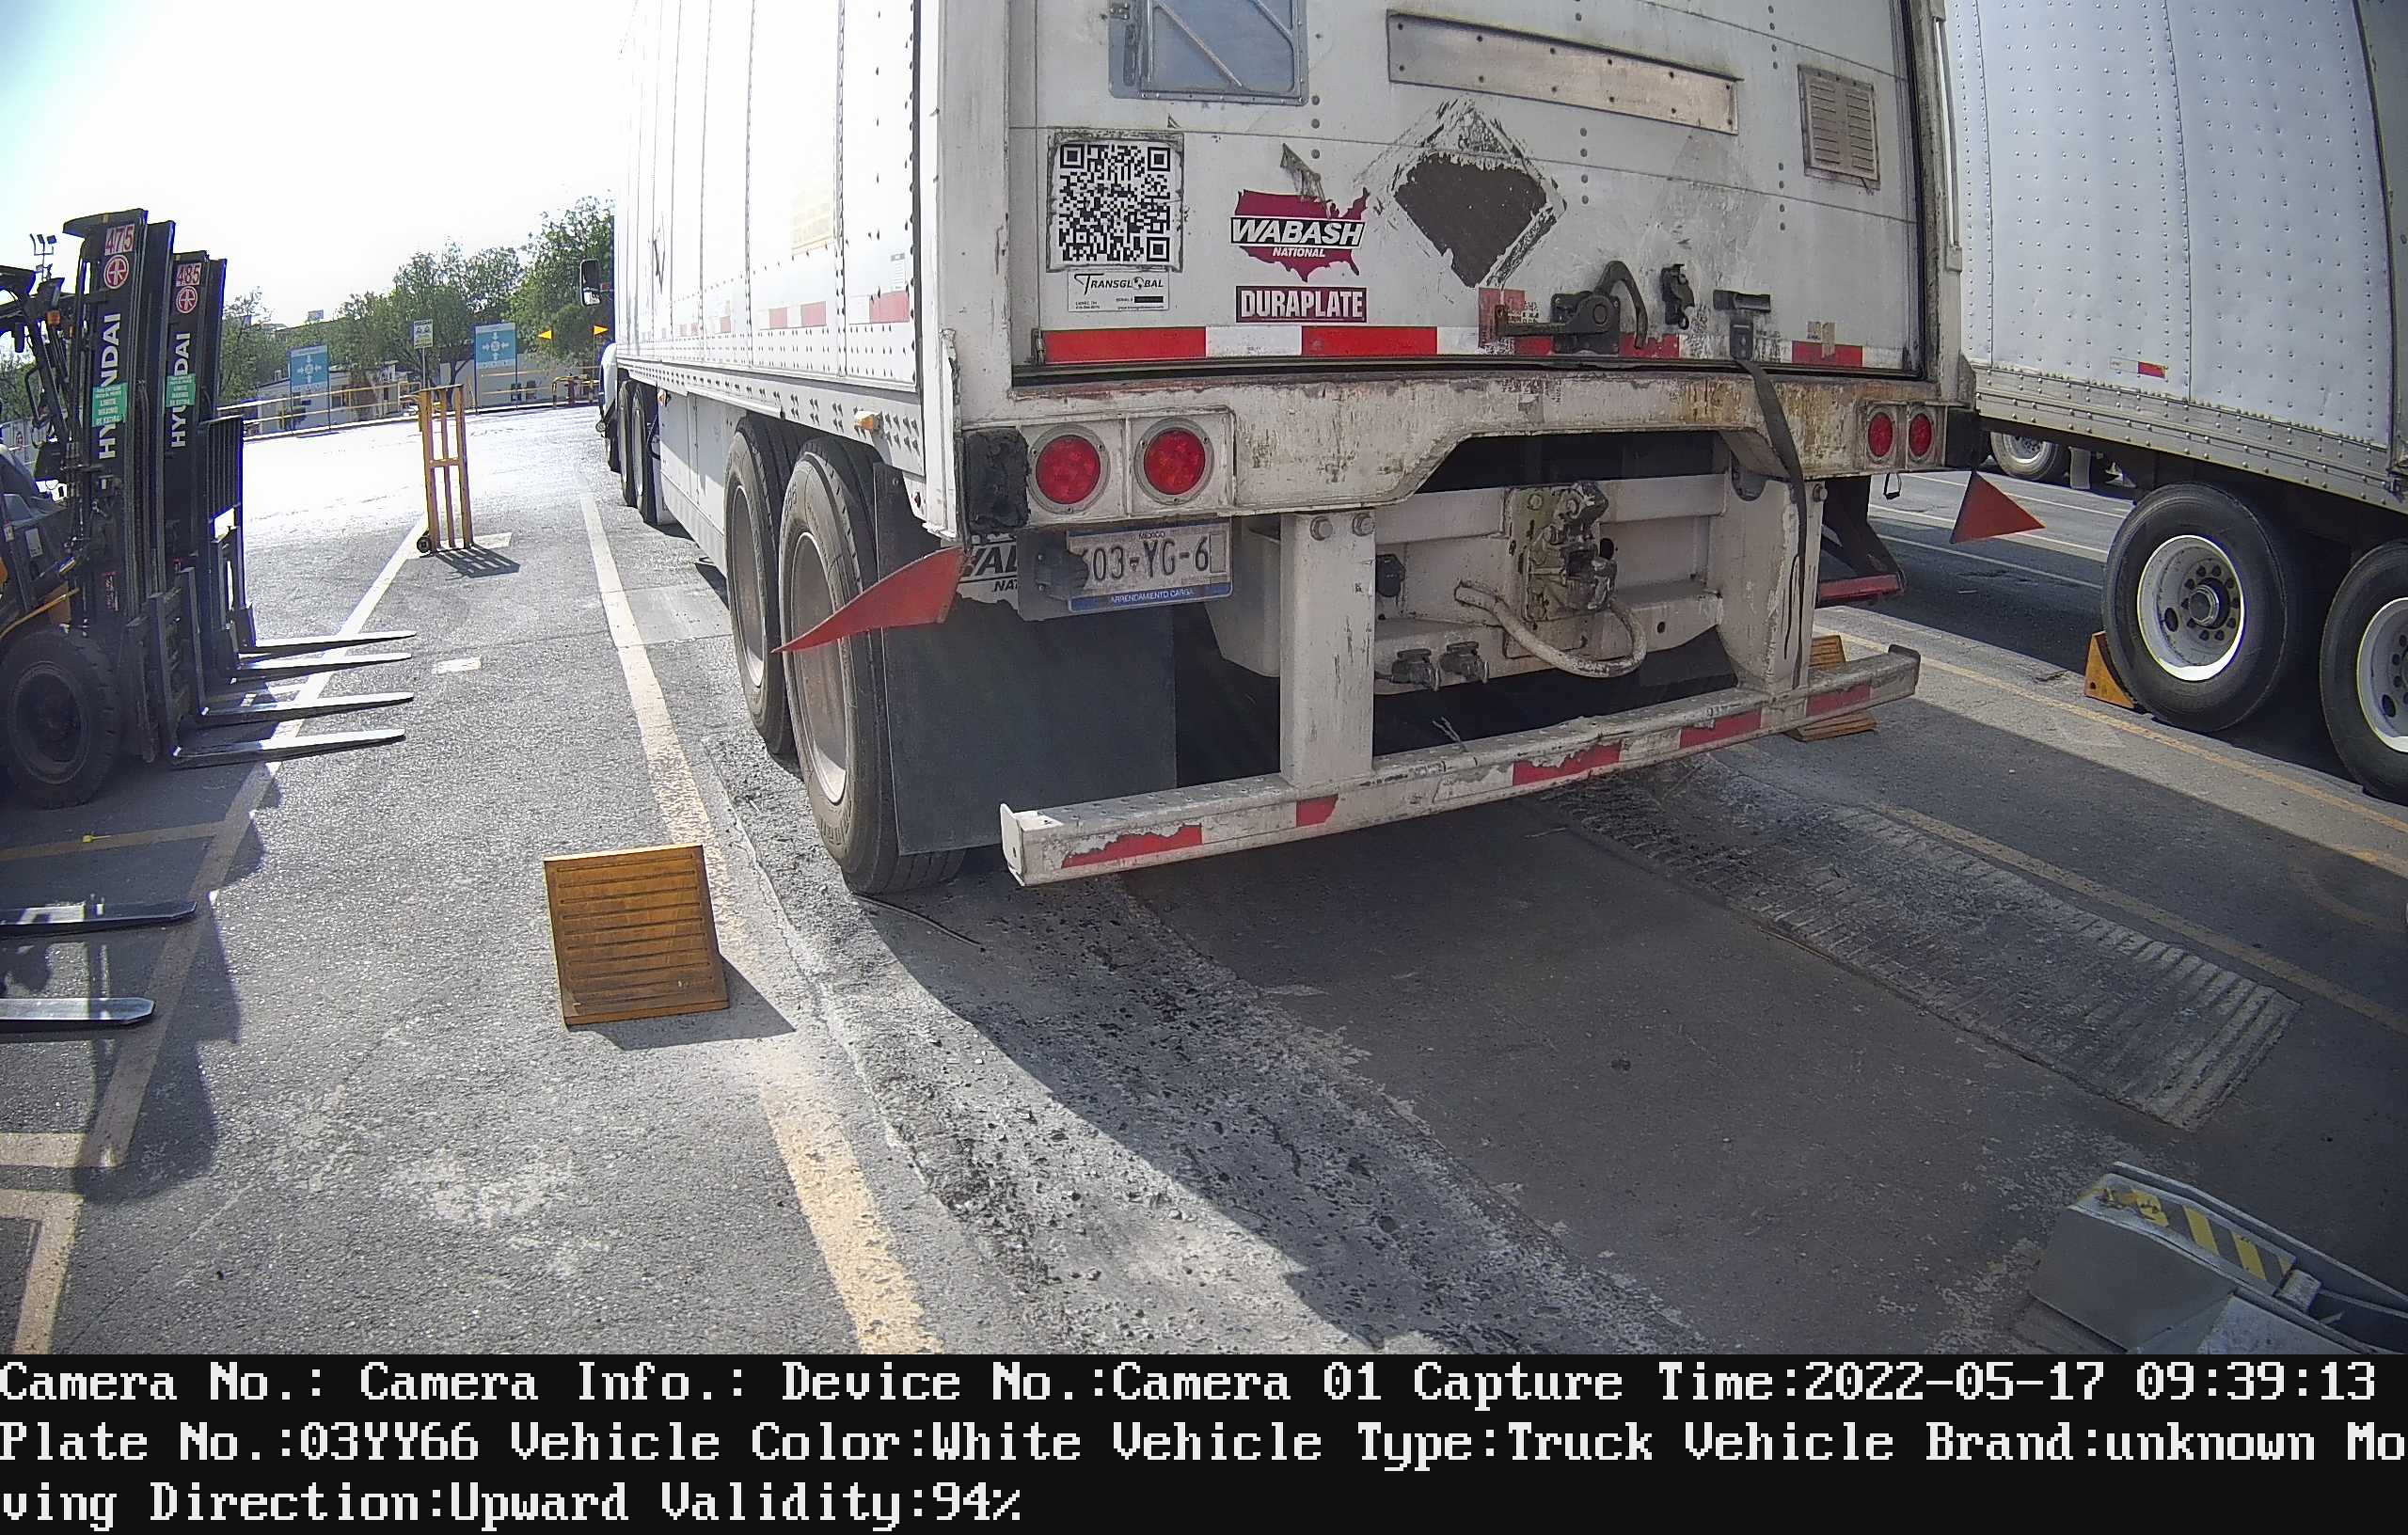 475
485
HYUNDAI
HYUNDAI
TRANSGLOBAL
WABASH
NATIONAL
DURAPLATE
MEXICO
603-YG-6
ARRENDAMIENTO CARGA
Camera No.: Camera Info.: Device No.:Camera 01 Capture Time:2022-05-17 09:39:13
Plate No.:03YY66 Vehicle Color:White Vehicle Type:Truck Vehicle Brand:unknown Mo
ving Direction:Upward Validity:94%